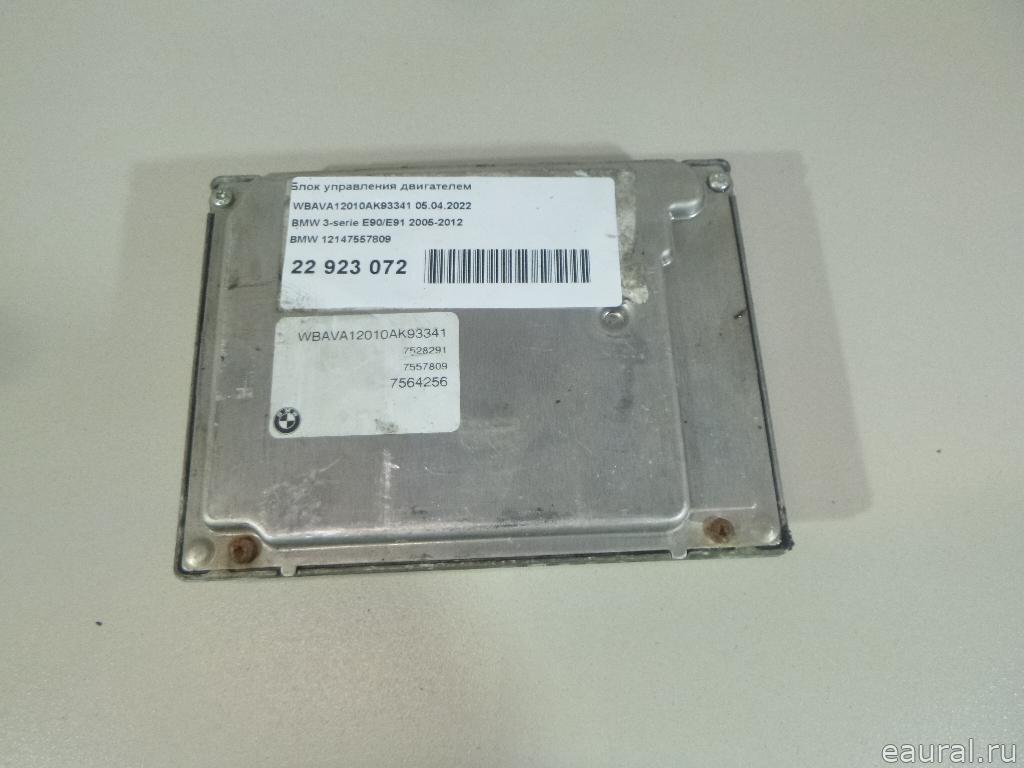 Блок управления двигателем
WBAVA12010AK93341 05.04.2022
BMW 3-serie E90/E91 2005-2012
BMW 12147557809
22 923 072
WBAVA12010AK93341
7528291
7557809
7564256
BMW
eaural.ru